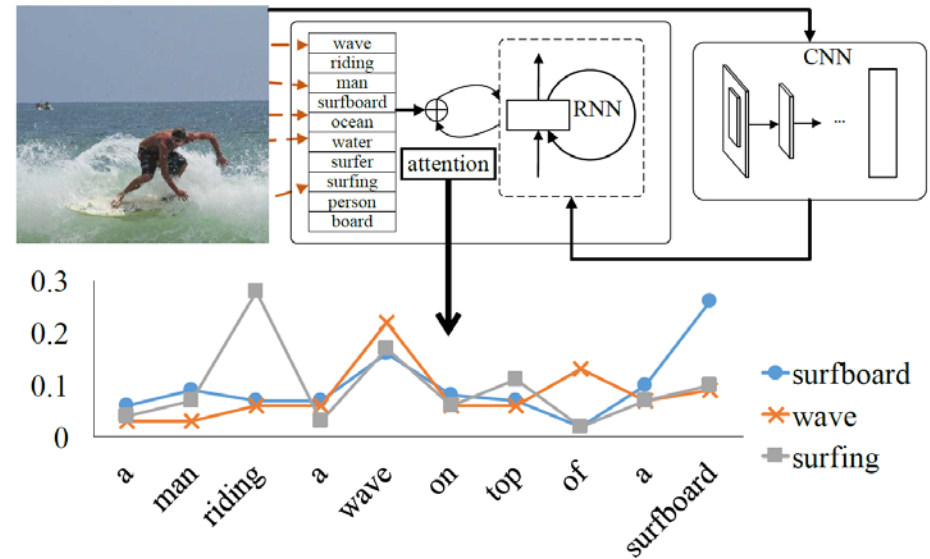 wave
riding
man
surfboard
ocean
water
surfer
surfing
person
board
attention
RNN
CNN
...
0.3
0.2
0.1
0
a
man
riding
a
wave
on
top
of
a
surfboard
surfboard
wave
surfing